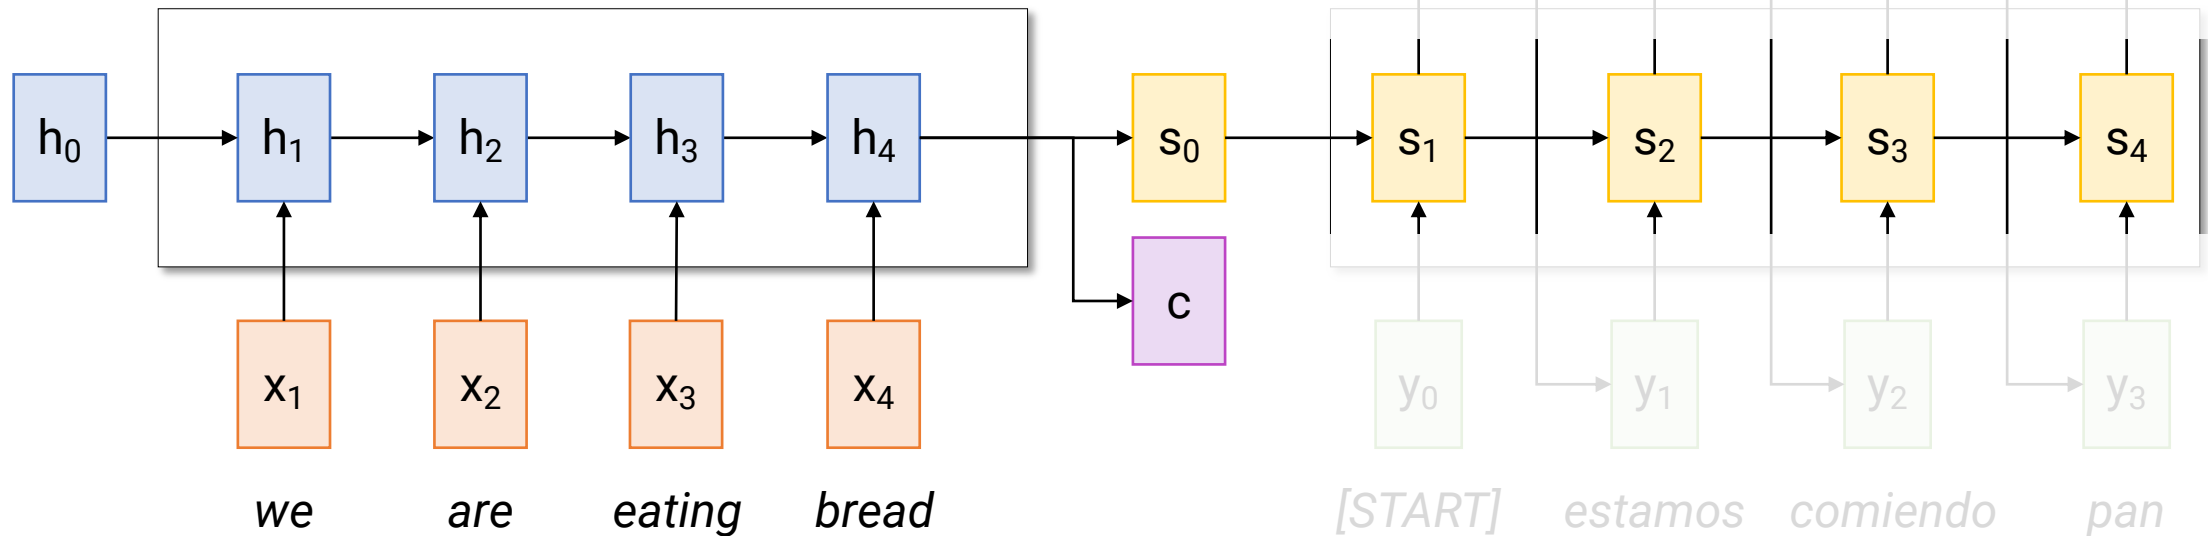 h₀ h₁ h₂ h₃ h₄ s₀ s₁ s₂ s₃ s₄
c
x₁ x₂ x₃ x₄ y₀ y₁ y₂ y₃
we are eating bread [START] estamos comiendo pan